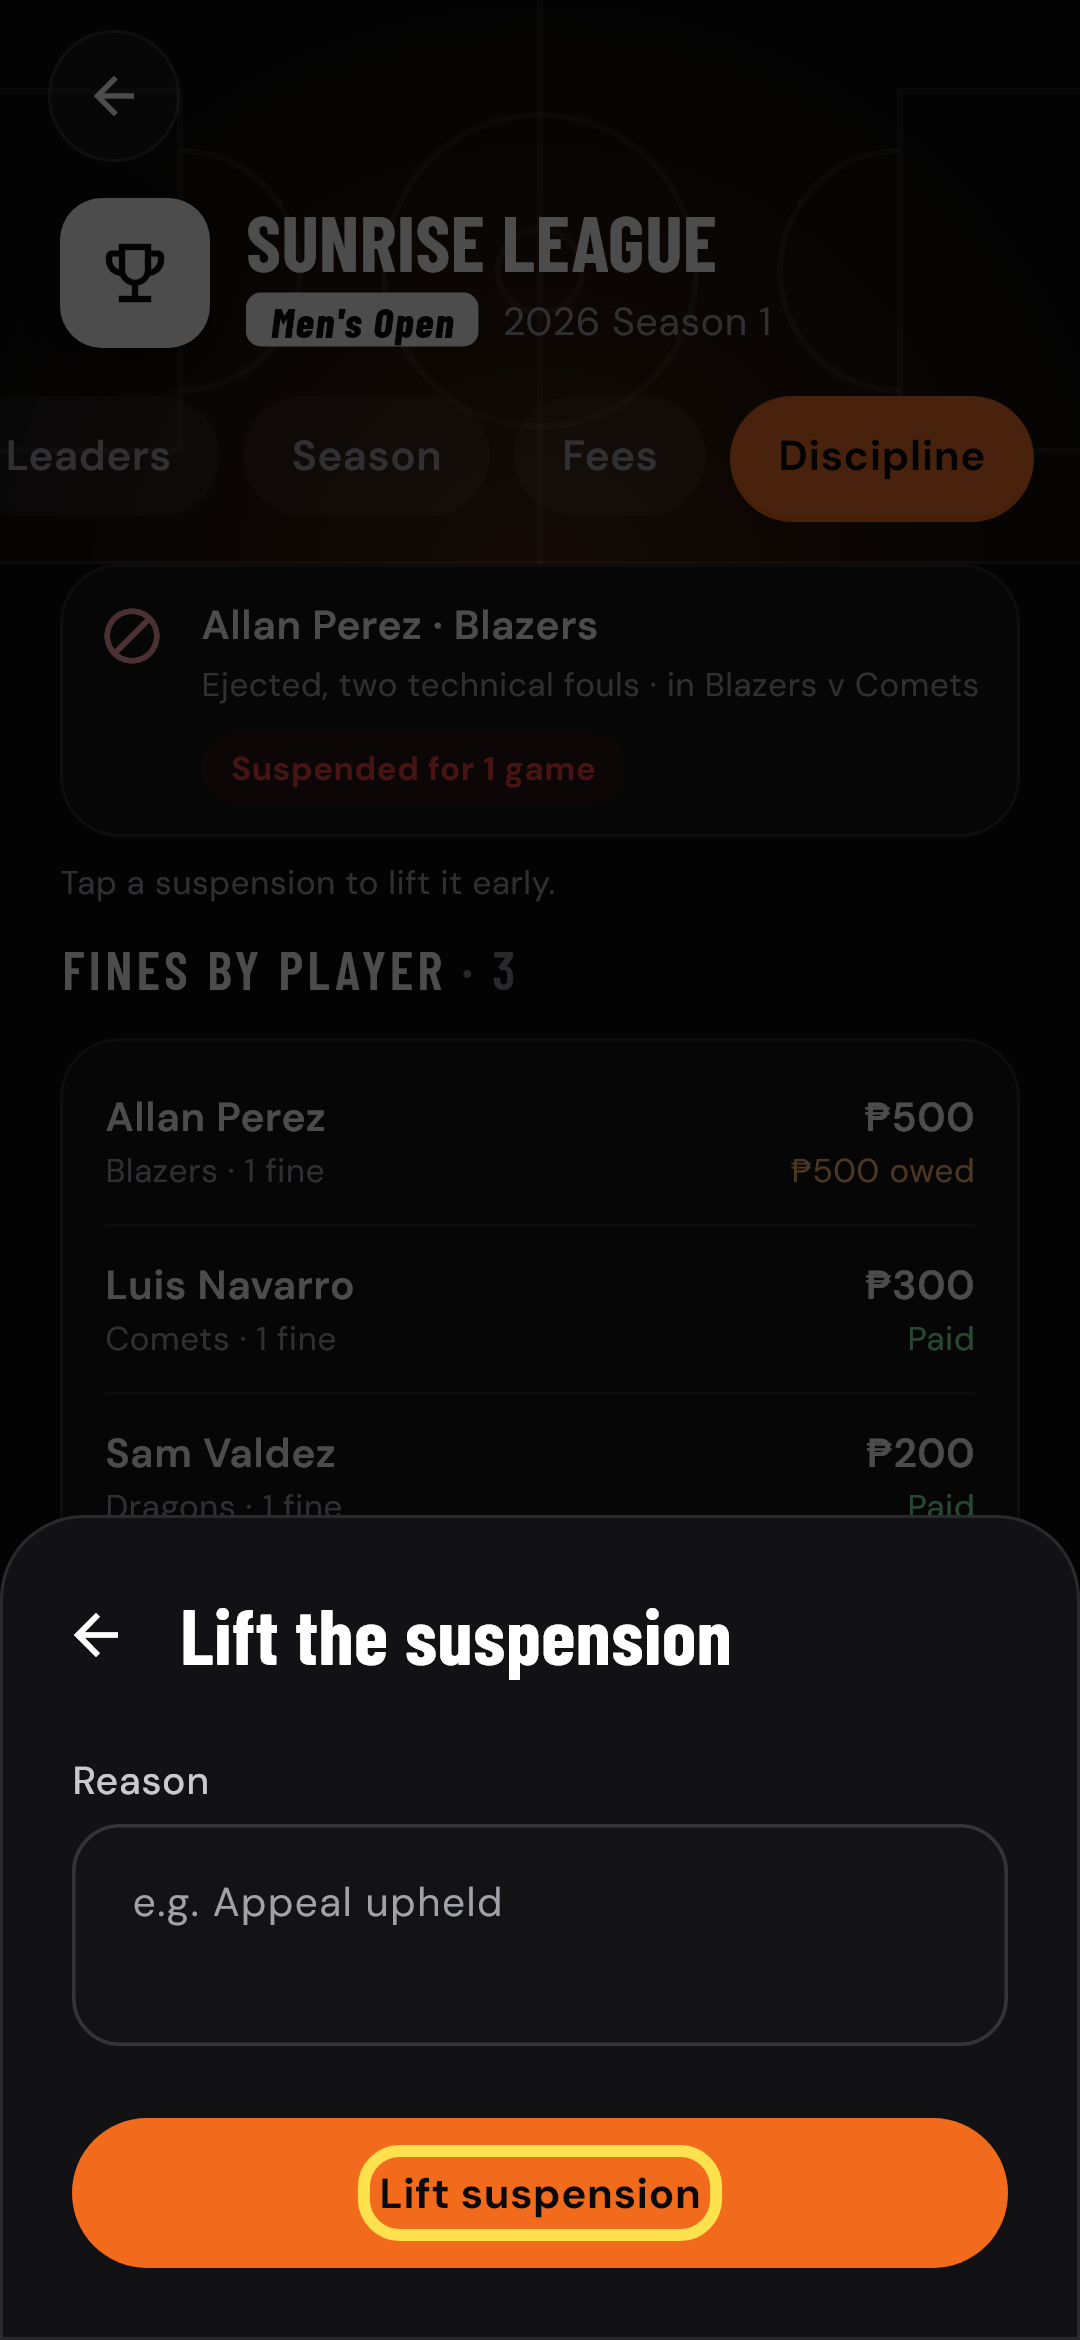 SUNRISE LEAGUE
Men's Open 2026 Season 1
Leaders Season Fees Discipline
Allan Perez · Blazers
Ejected, two technical fouls · in Blazers v Comets
Suspended for 1 game
Tap a suspension to lift it early.
FINES BY PLAYER · 3
Allan Perez ₱500
Blazers · 1 fine ₱500 owed
Luis Navarro ₱300
Comets · 1 fine Paid
Sam Valdez ₱200
Dragons · 1 fine Paid
Lift the suspension
Reason
e.g. Appeal upheld
Lift suspension